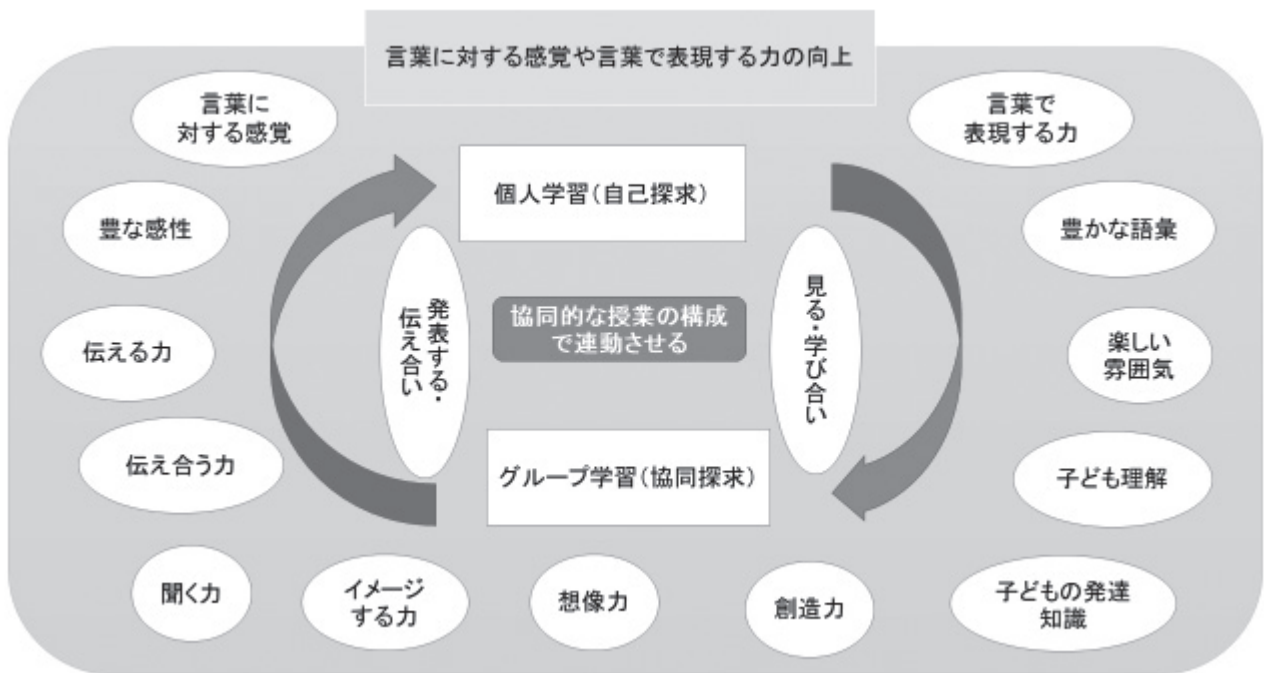 言葉に対する感覚や言葉で表現する力の向上
言葉に
対する感覚
言葉で
表現する力
個人学習(自己探求)
豊な感性
豊かな語彙
発表する・
伝え合い
協同的な授業の構成
で連動させる
見る・学び合い
伝える力
楽しい
雰囲気
伝え合う力
グループ学習(協同探求)
子ども理解
聞く力
イメージ
する力
想像力
創造力
子どもの発達
知識